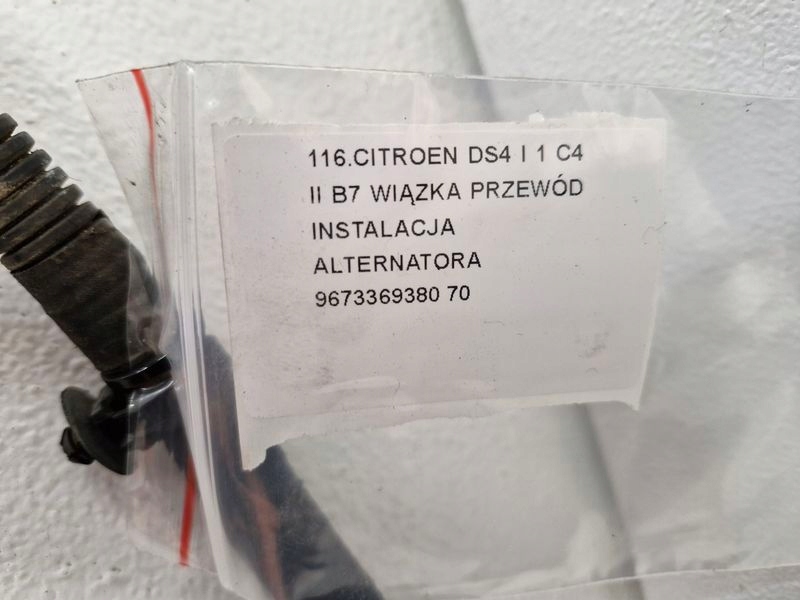 116.CITROEN DS4 I 1 C4
II B7 WIĄZKA PRZEWÓD
INSTALACJA
ALTERNATORA
9673369380 70